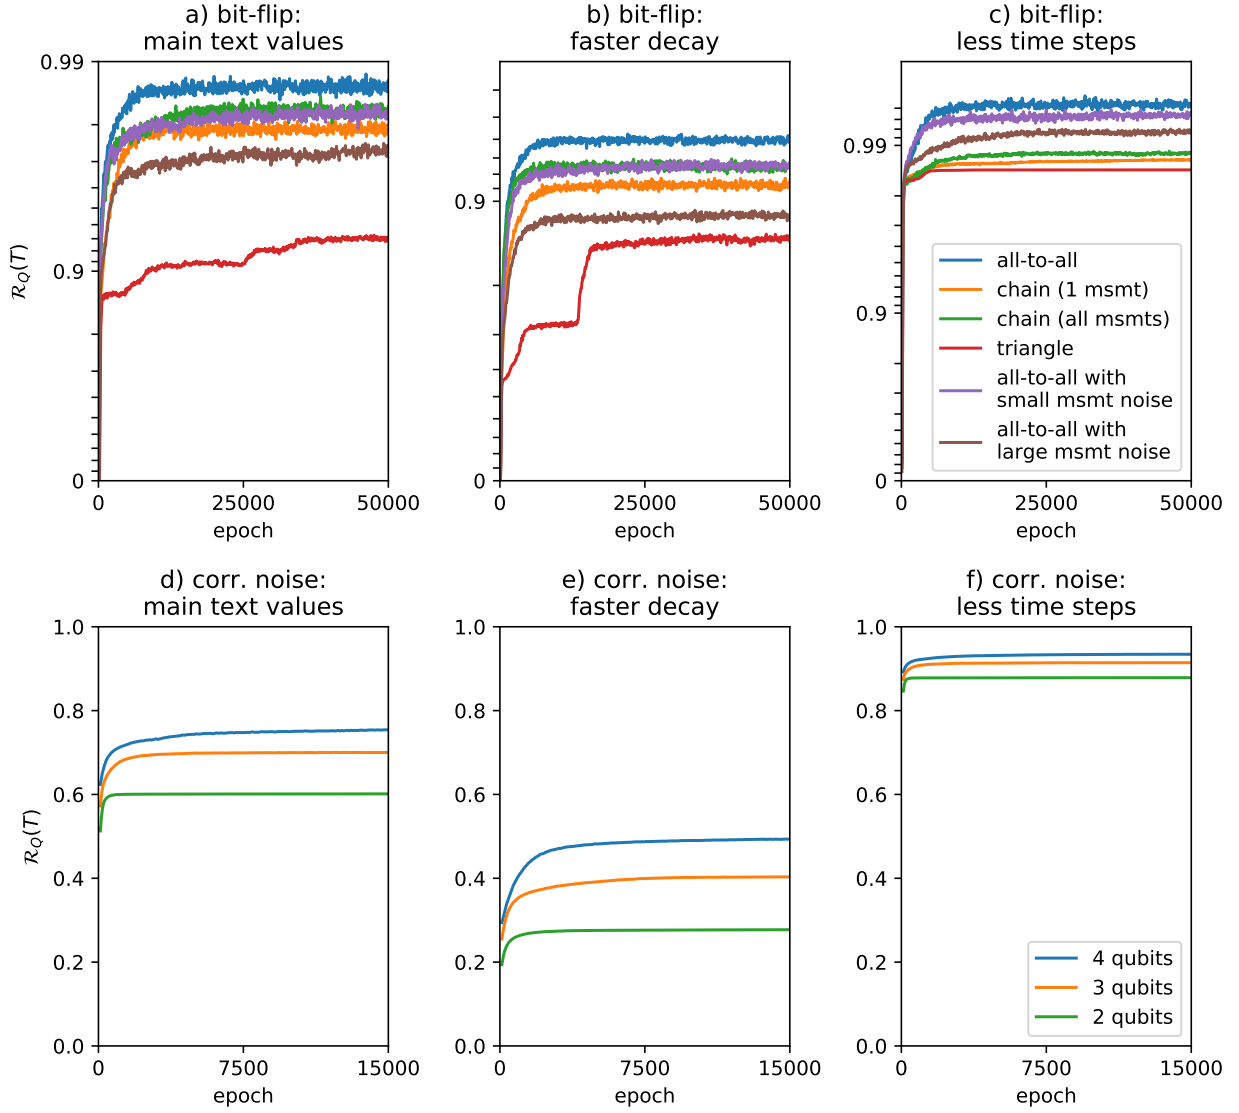 a) bit-flip:
main text values
b) bit-flip:
faster decay
c) bit-flip:
less time steps
0.99
0.9
0
0.9
0
0.99
0.9
0
ℛ_Q(T)
all-to-all
chain (1 msmt)
chain (all msmts)
triangle
all-to-all with
small msmt noise
all-to-all with
large msmt noise
0
25000
50000
0
25000
50000
0
25000
50000
epoch
epoch
epoch
d) corr. noise:
main text values
e) corr. noise:
faster decay
f) corr. noise:
less time steps
1.0
0.8
0.6
0.4
0.2
0.0
1.0
0.8
0.6
0.4
0.2
0.0
1.0
0.8
0.6
0.4
0.2
0.0
ℛ_Q(T)
4 qubits
3 qubits
2 qubits
0
7500
15000
0
7500
15000
0
7500
15000
epoch
epoch
epoch